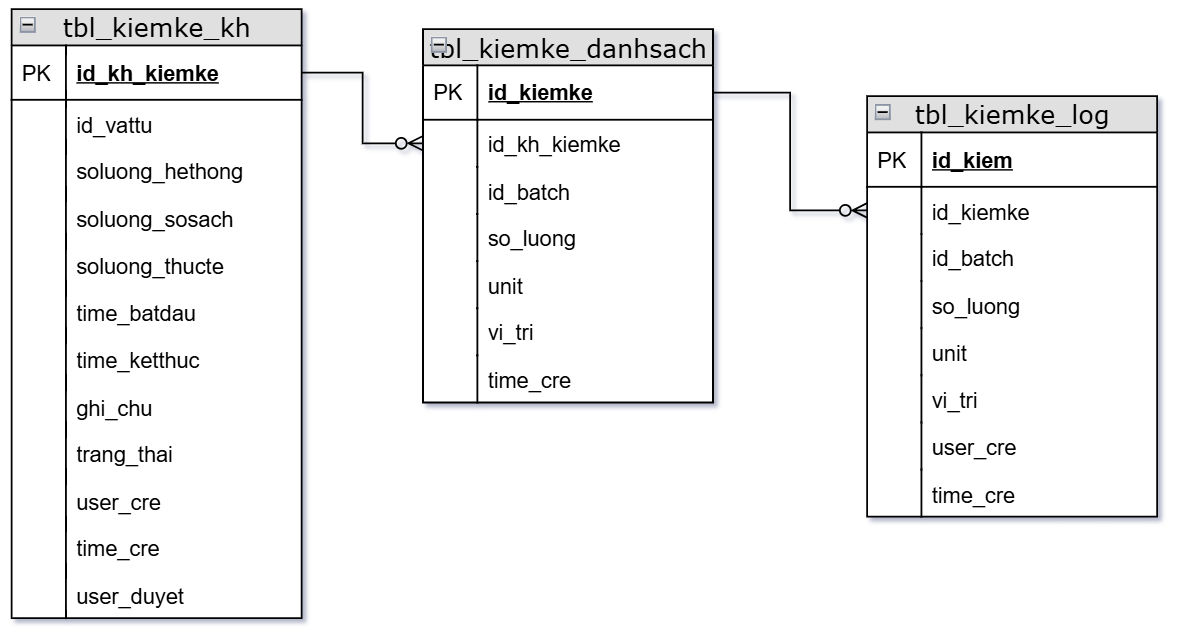 tbl_kiemke_kh
PK id_kh_kiemke
id_vattu
soluong_hethong
soluong_sosach
soluong_thucte
time_batdau
time_ketthuc
ghi_chu
trang_thai
user_cre
time_cre
user_duyet
tbl_kiemke_danhsach
PK id_kiemke
id_kh_kiemke
id_batch
so_luong
unit
vi_tri
time_cre
tbl_kiemke_log
PK id_kiem
id_kiemke
id_batch
so_luong
unit
vi_tri
user_cre
time_cre